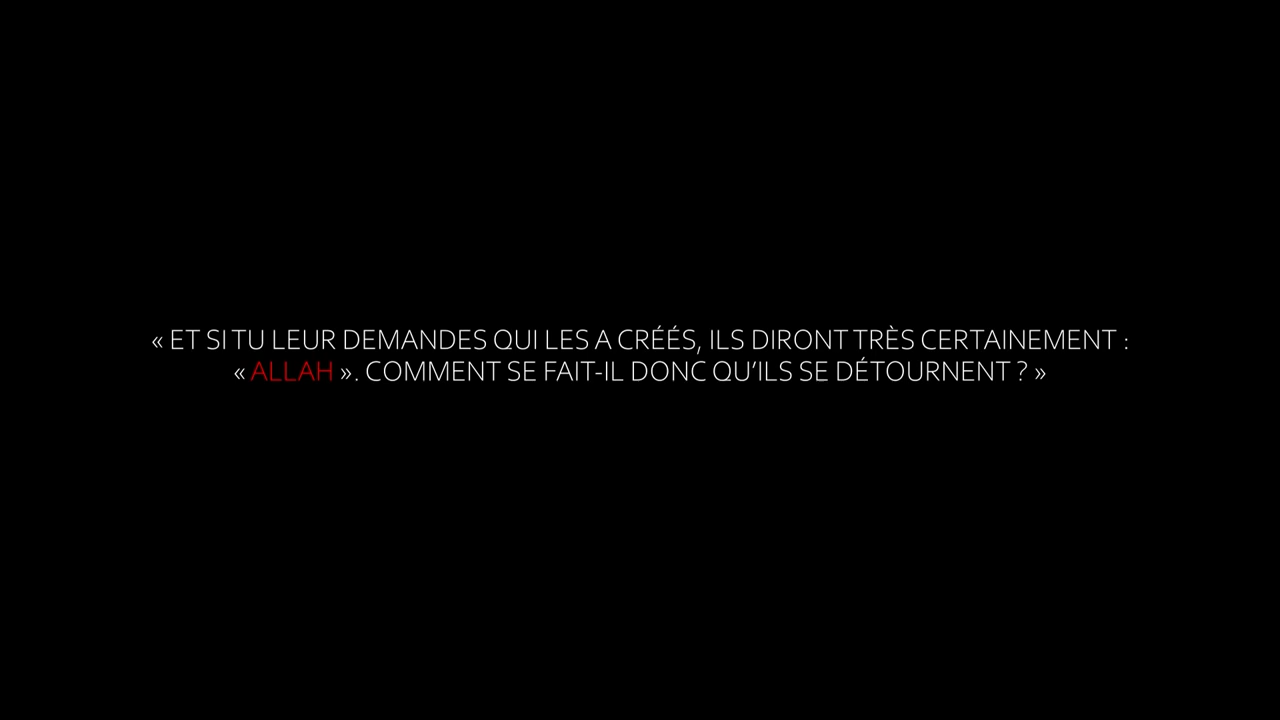 « ET SI TU LEUR DEMANDES QUI LES A CRÉÉS, ILS DIRONT TRÈS CERTAINEMENT :
« ALLAH ». COMMENT SE FAIT-IL DONC QU’ILS SE DÉTOURNENT ? »